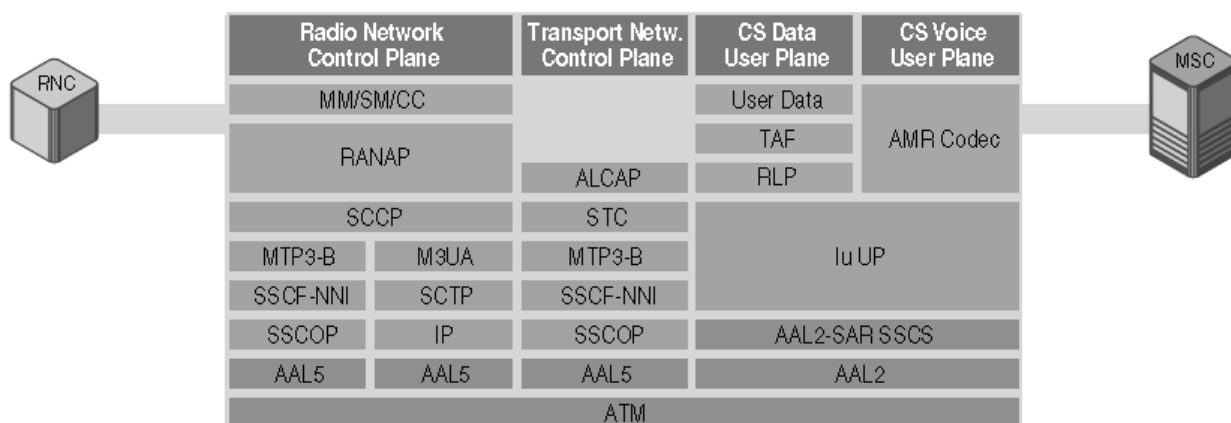 Radio Network
Control Plane
Transport Netw.
Control Plane
CS Data
User Plane
CS Voice
User Plane
RNC
MSC
MM/SM/CC
User Data
AMR Codec
RANAP
TAF
ALCAP
RLP
SCCP
STC
Iu UP
MTP3-B
M3UA
MTP3-B
SSCF-NNI
SCTP
SSCF-NNI
SSCOP
IP
SSCOP
AAL2-SAR SSCS
AAL5
AAL5
AAL5
AAL2
ATM